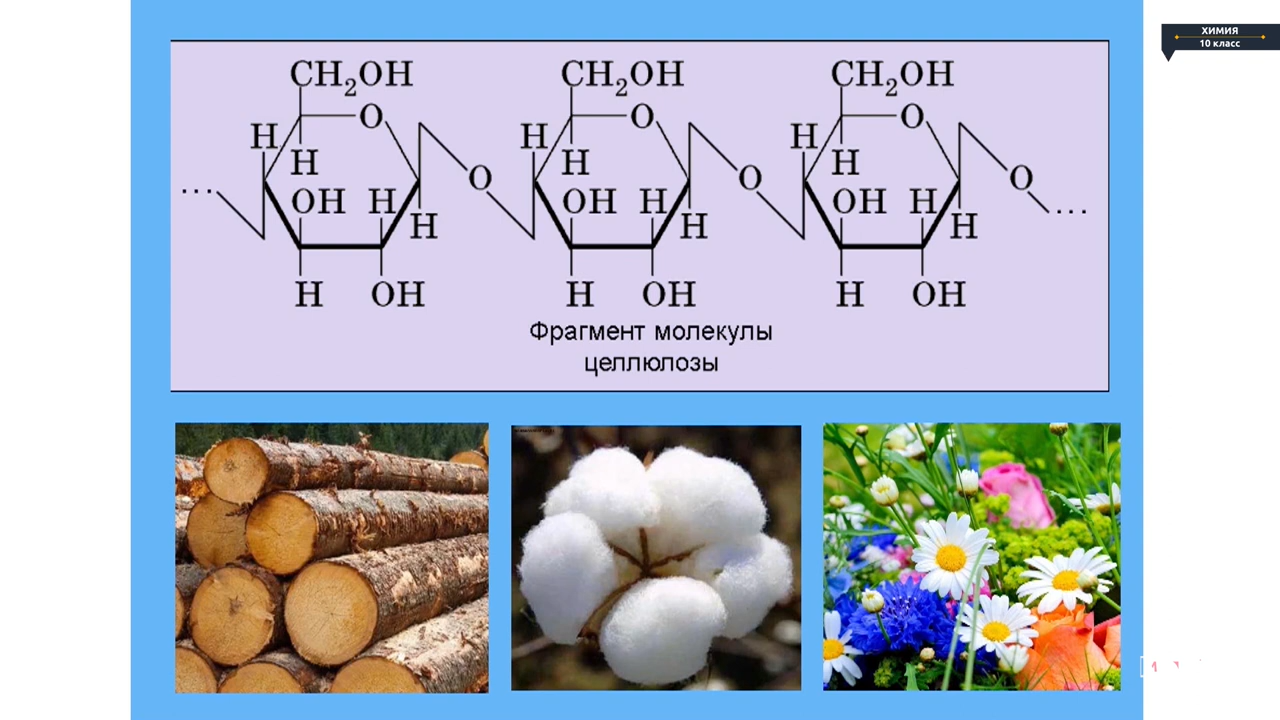 ХИМИЯ
10 класс
CH₂OH CH₂OH CH₂OH
O O O
H H H
H H H
... O O O ...
OH H OH H OH H
H H H
H OH H OH H OH
Фрагмент молекулы
целлюлозы